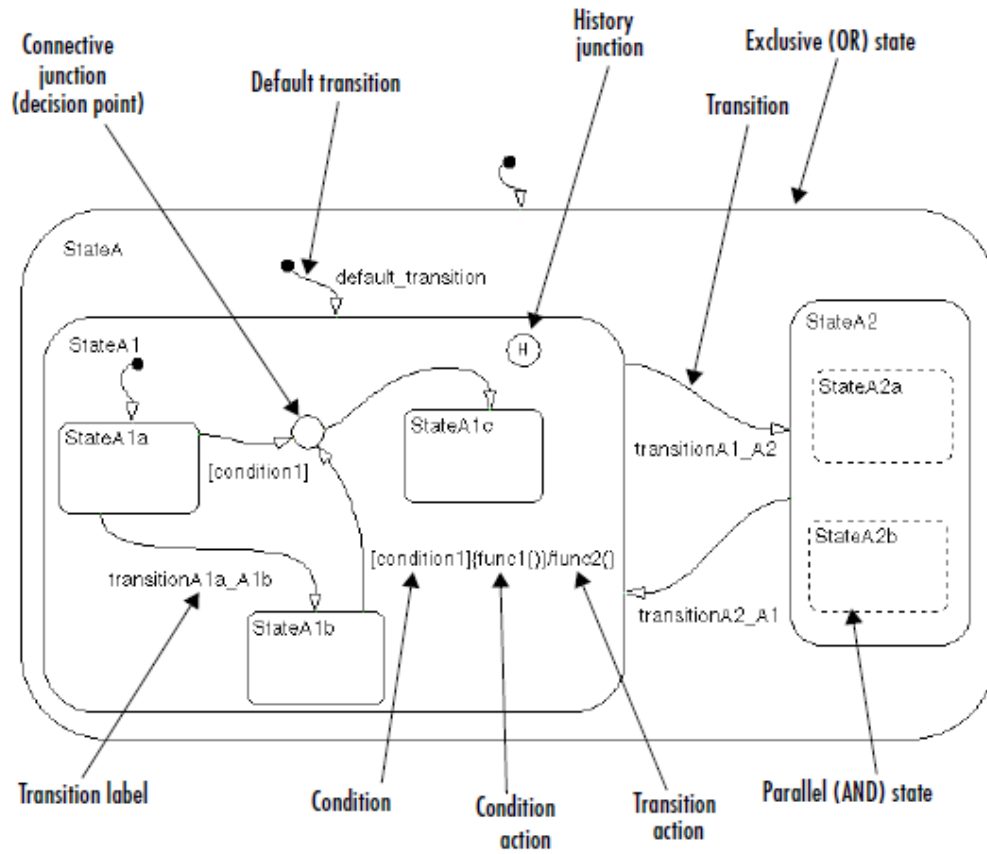 Connective
junction
(decision point)
Default transition
History
junction
Exclusive (OR) state
Transition
StateA
default_transition
StateA1
H
StateA2
StateA2a
StateA1a
StateA1c
transitionA1_A2
[condition1]
StateA2b
[condition1]{func1()}/func2()
transitionA1a_A1b
transitionA2_A1
StateA1b
Transition label
Condition
Condition
action
Transition
action
Parallel (AND) state